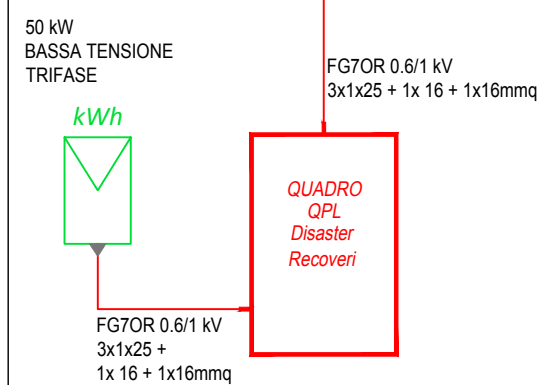 50 kW
BASSA TENSIONE
TRIFASE
kWh
FG7OR 0.6/1 kV
3x1x25 + 1x 16 + 1x16mmq
QUADRO
QPL
Disaster
Recoveri
FG7OR 0.6/1 kV
3x1x25 +
1x 16 + 1x16mmq